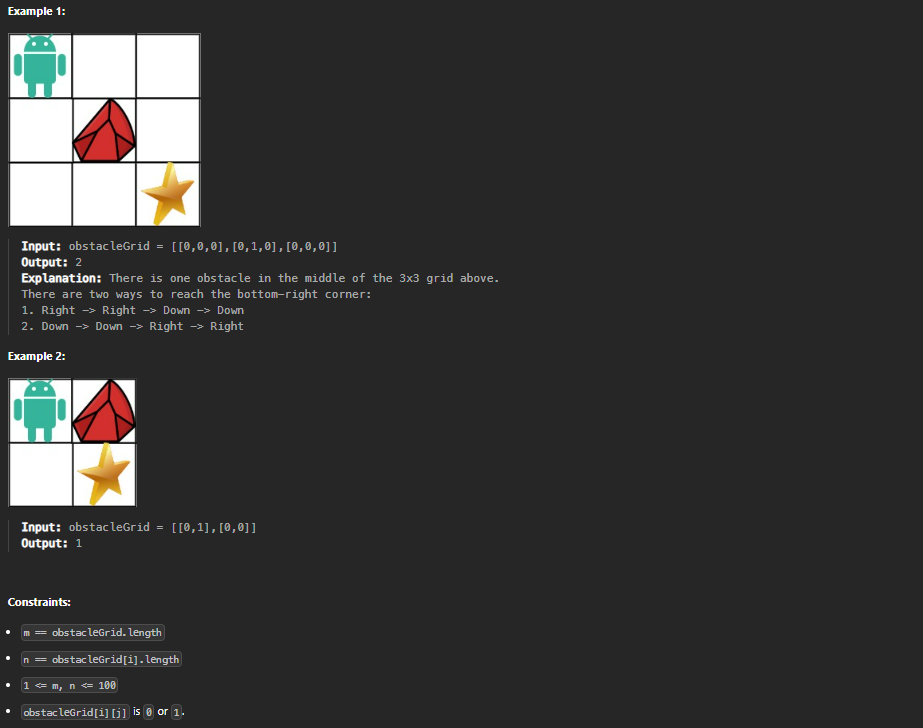 Example 1:
Input: obstacleGrid = [[0,0,0],[0,1,0],[0,0,0]]
Output: 2
Explanation: There is one obstacle in the middle of the 3x3 grid above.
There are two ways to reach the bottom-right corner:
1. Right -> Right -> Down -> Down
2. Down -> Down -> Right -> Right
Example 2:
Input: obstacleGrid = [[0,1],[0,0]]
Output: 1
Constraints:
• m == obstacleGrid.length
• n == obstacleGrid[i].length
• 1 <= m, n <= 100
• obstacleGrid[i][j] is 0 or 1.